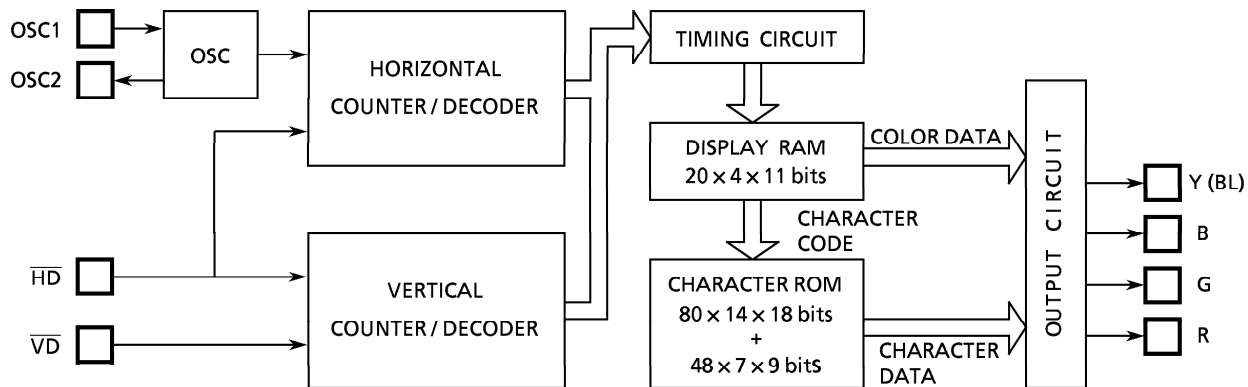 OSC1
OSC2
OSC
HORIZONTAL
COUNTER / DECODER
HD
VD
VERTICAL
COUNTER / DECODER
TIMING CIRCUIT
DISPLAY RAM
20 × 4 × 11 bits
COLOR DATA
CHARACTER
CODE
CHARACTER ROM
80 × 14 × 18 bits
+
48 × 7 × 9 bits
CHARACTER
DATA
OUTPUT CIRCUIT
Y (BL)
B
G
R